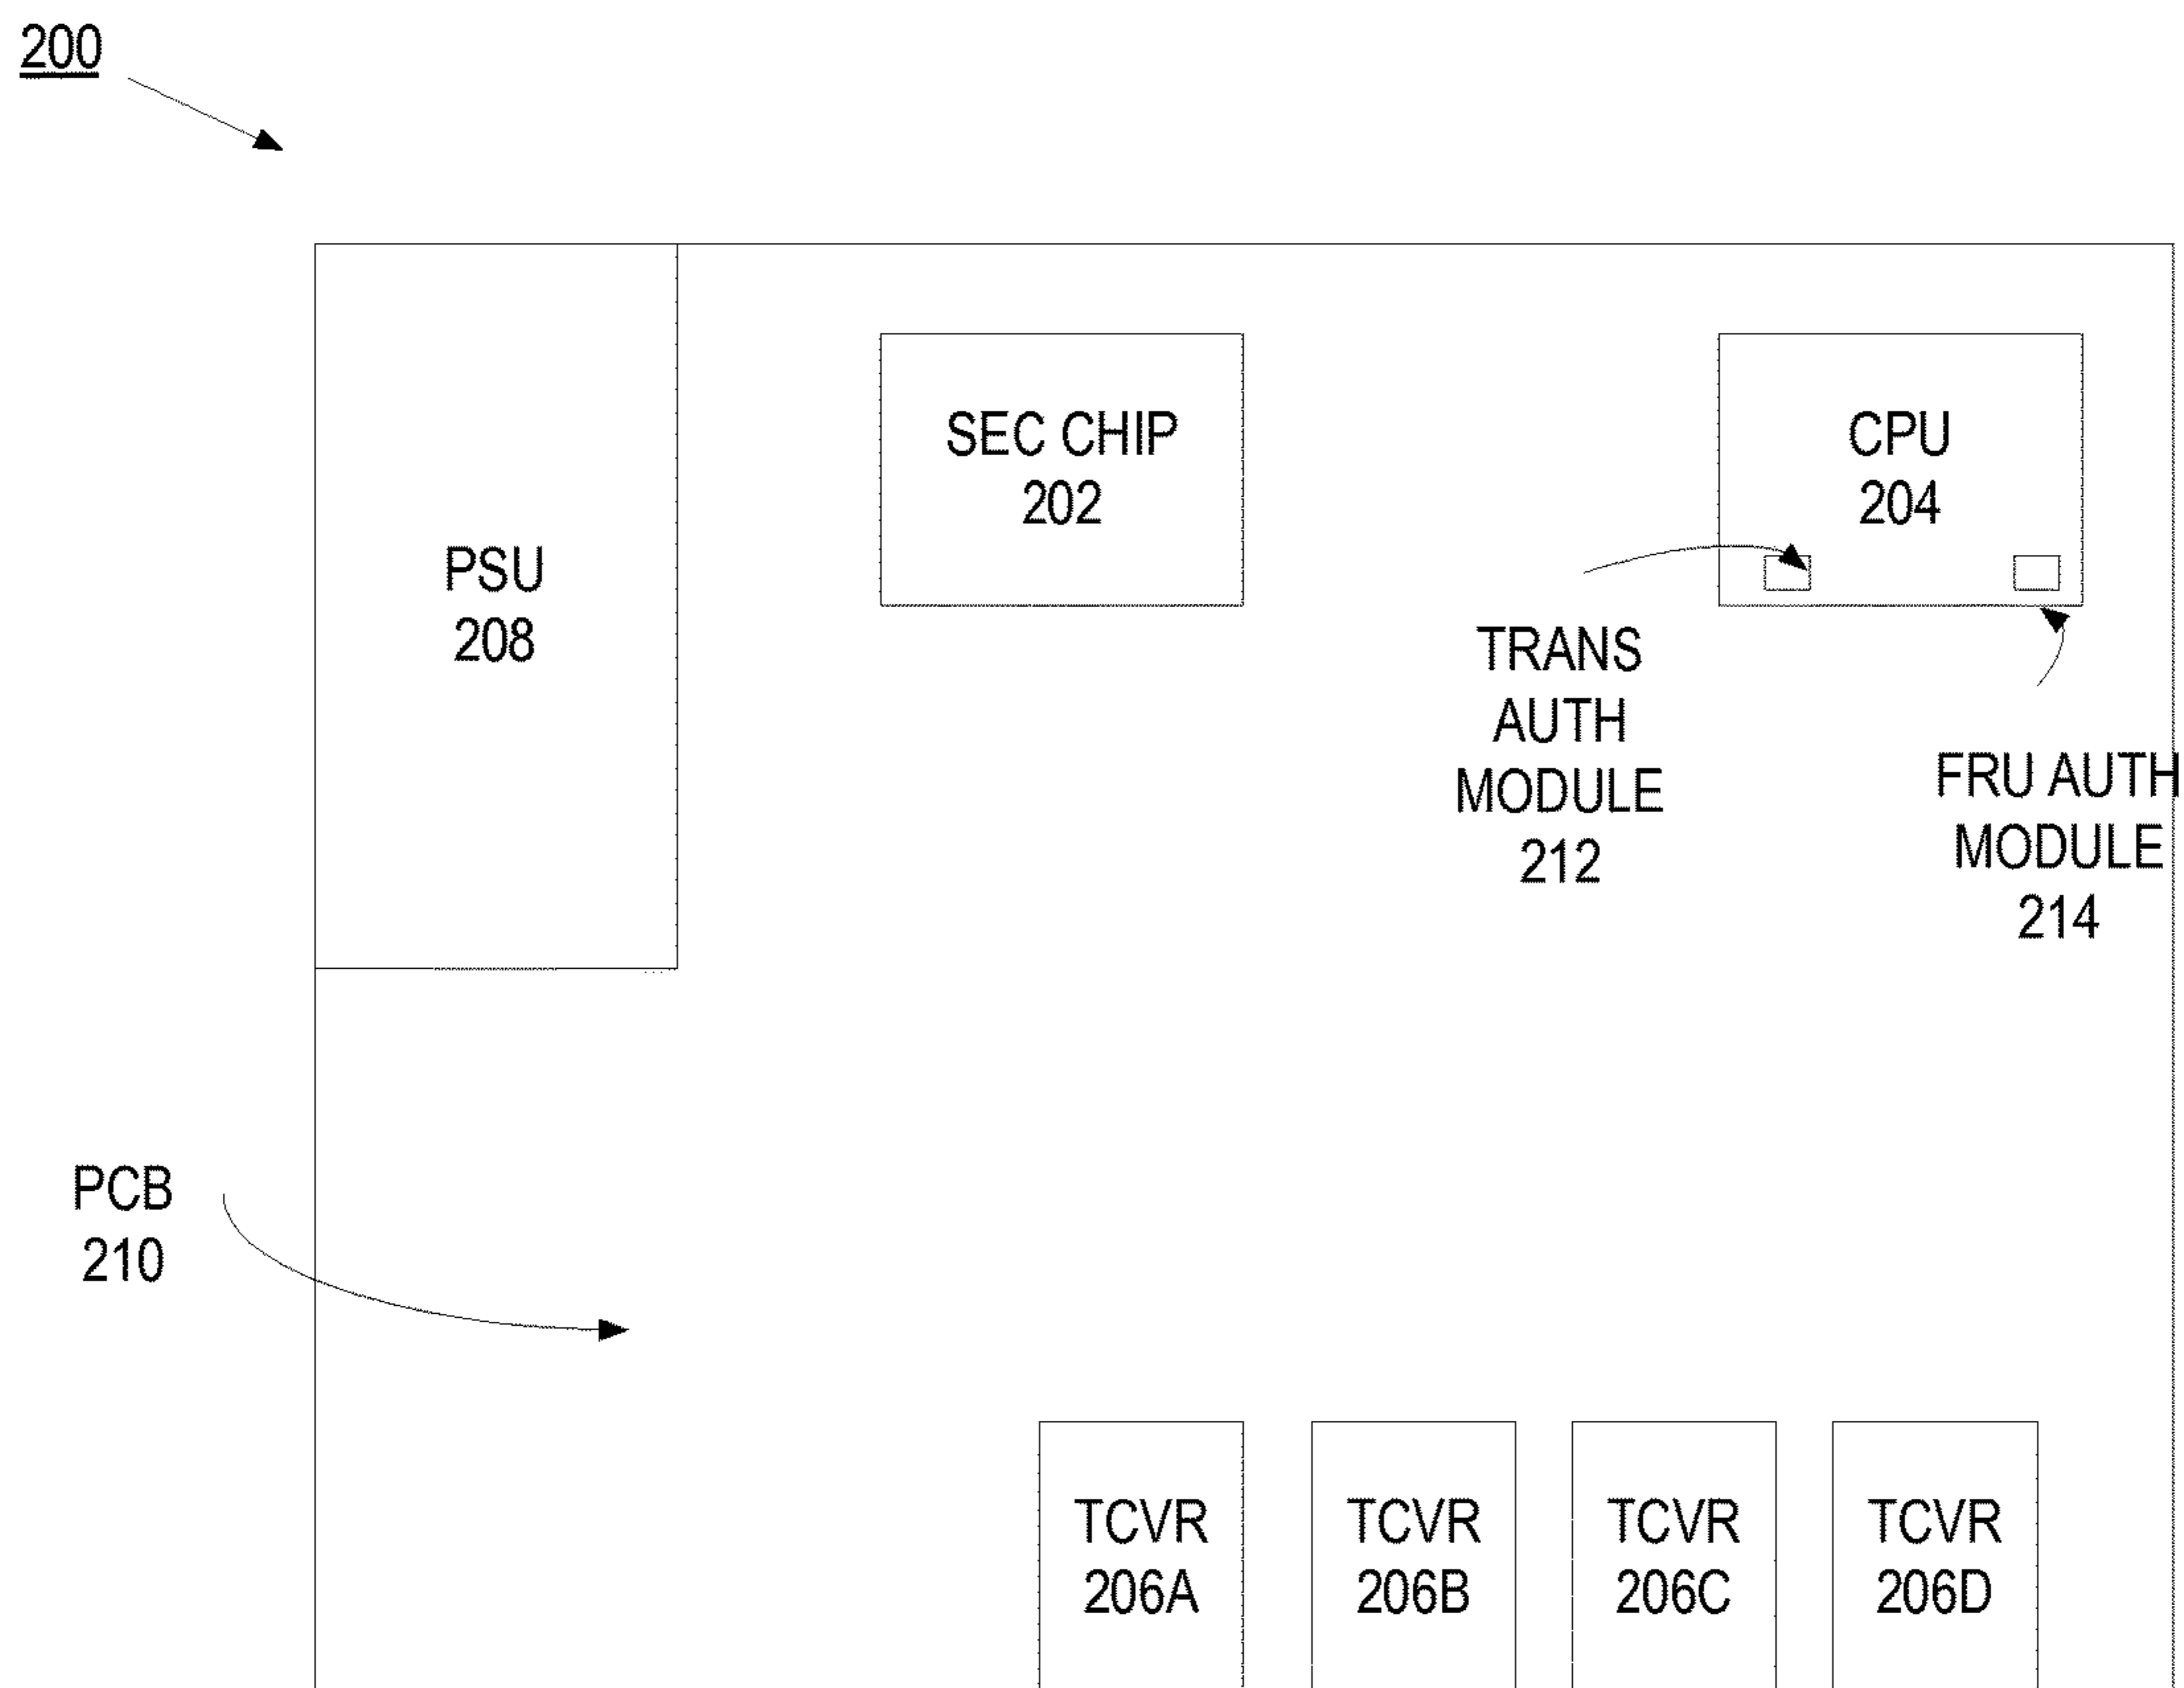 200
SEC CHIP
202
CPU
204
PSU
208
TRANS
AUTH
MODULE
212
FRU AUTH
MODULE
214
PCB
210
TCVR
206A
TCVR
206B
TCVR
206C
TCVR
206D